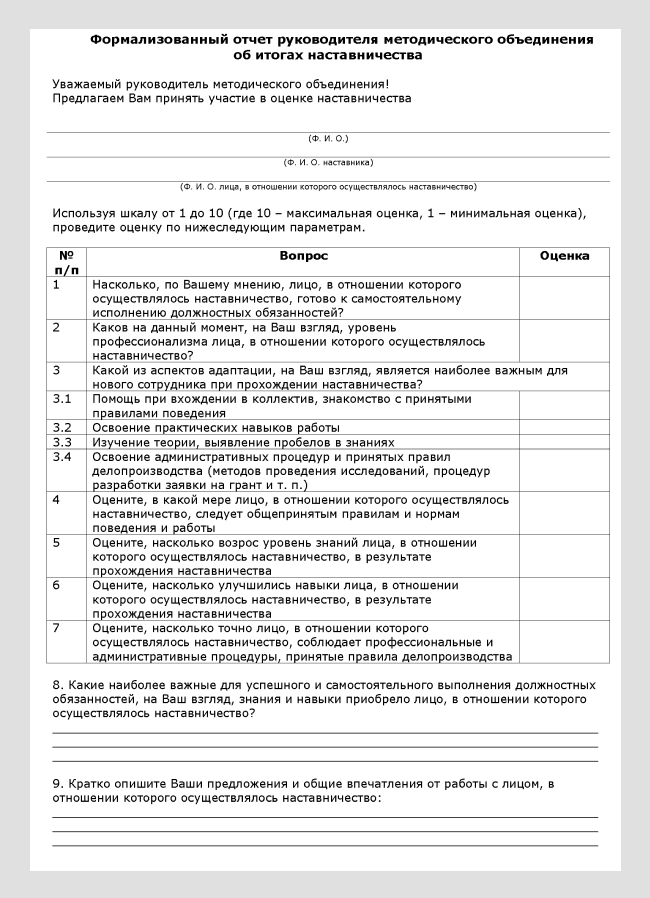 Формализованный отчет руководителя методического объединения
об итогах наставничества
Уважаемый руководитель методического объединения!
Предлагаем Вам принять участие в оценке наставничества
(Ф. И. О.)
(Ф. И. О. наставника)
(Ф. И. О. лица, в отношении которого осуществлялось наставничество)
Используя шкалу от 1 до 10 (где 10 – максимальная оценка, 1 – минимальная оценка),
проведите оценку по нижеследующим параметрам.
№ Вопрос Оценка
п/п
1 Насколько, по Вашему мнению, лицо, в отношении которого
осуществлялось наставничество, готово к самостоятельному
исполнению должностных обязанностей?
2 Каков на данный момент, на Ваш взгляд, уровень
профессионализма лица, в отношении которого осуществлялось
наставничество?
3 Какой из аспектов адаптации, на Ваш взгляд, является наиболее важным для
нового сотрудника при прохождении наставничества?
3.1 Помощь при вхождении в коллектив, знакомство с принятыми
правилами поведения
3.2 Освоение практических навыков работы
3.3 Изучение теории, выявление пробелов в знаниях
3.4 Освоение административных процедур и принятых правил
делопроизводства (методов проведения исследований, процедур
разработки заявки на грант и т. п.)
4 Оцените, в какой мере лицо, в отношении которого осуществлялось
наставничество, следует общепринятым правилам и нормам
поведения и работы
5 Оцените, насколько возрос уровень знаний лица, в отношении
которого осуществлялось наставничество, в результате
прохождения наставничества
6 Оцените, насколько улучшились навыки лица, в отношении
которого осуществлялось наставничество, в результате
прохождения наставничества
7 Оцените, насколько точно лицо, в отношении которого
осуществлялось наставничество, соблюдает профессиональные и
административные процедуры, принятые правила делопроизводства
8. Какие наиболее важные для успешного и самостоятельного выполнения должностных
обязанностей, на Ваш взгляд, знания и навыки приобрело лицо, в отношении которого
осуществлялось наставничество?
9. Кратко опишите Ваши предложения и общие впечатления от работы с лицом, в
отношении которого осуществлялось наставничество: